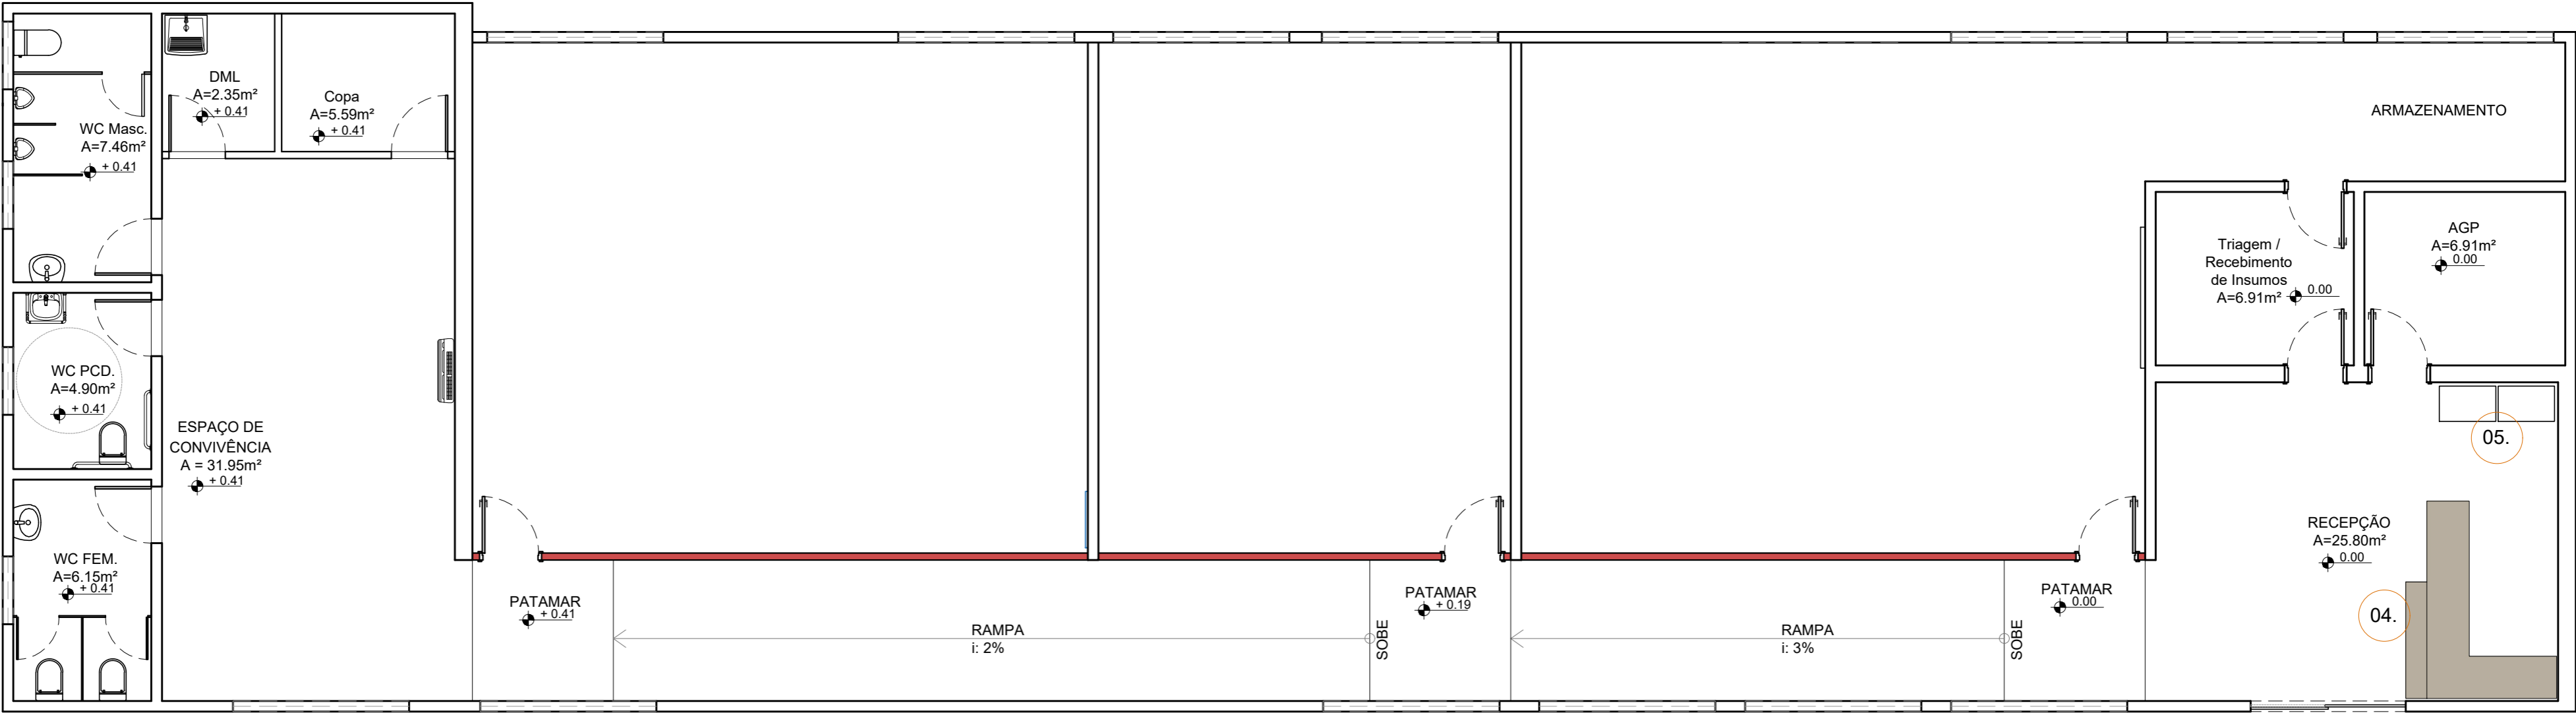 DML
A=2.35m²
+ 0.41
Copa
A=5.59m²
+ 0.41
WC Masc.
A=7.46m²
+ 0.41
WC PCD.
A=4.90m²
+ 0.41
ESPAÇO DE
CONVIVÊNCIA
A = 31.95m²
+ 0.41
WC FEM.
A=6.15m²
+ 0.41
PATAMAR
+ 0.41
RAMPA
i: 2%
SOBE
PATAMAR
+ 0.19
RAMPA
i: 3%
SOBE
PATAMAR
0.00
ARMAZENAMENTO
Triagem /
Recebimento
de Insumos
A=6.91m²
0.00
AGP
A=6.91m²
0.00
05.
RECEPÇÃO
A=25.80m²
0.00
04.